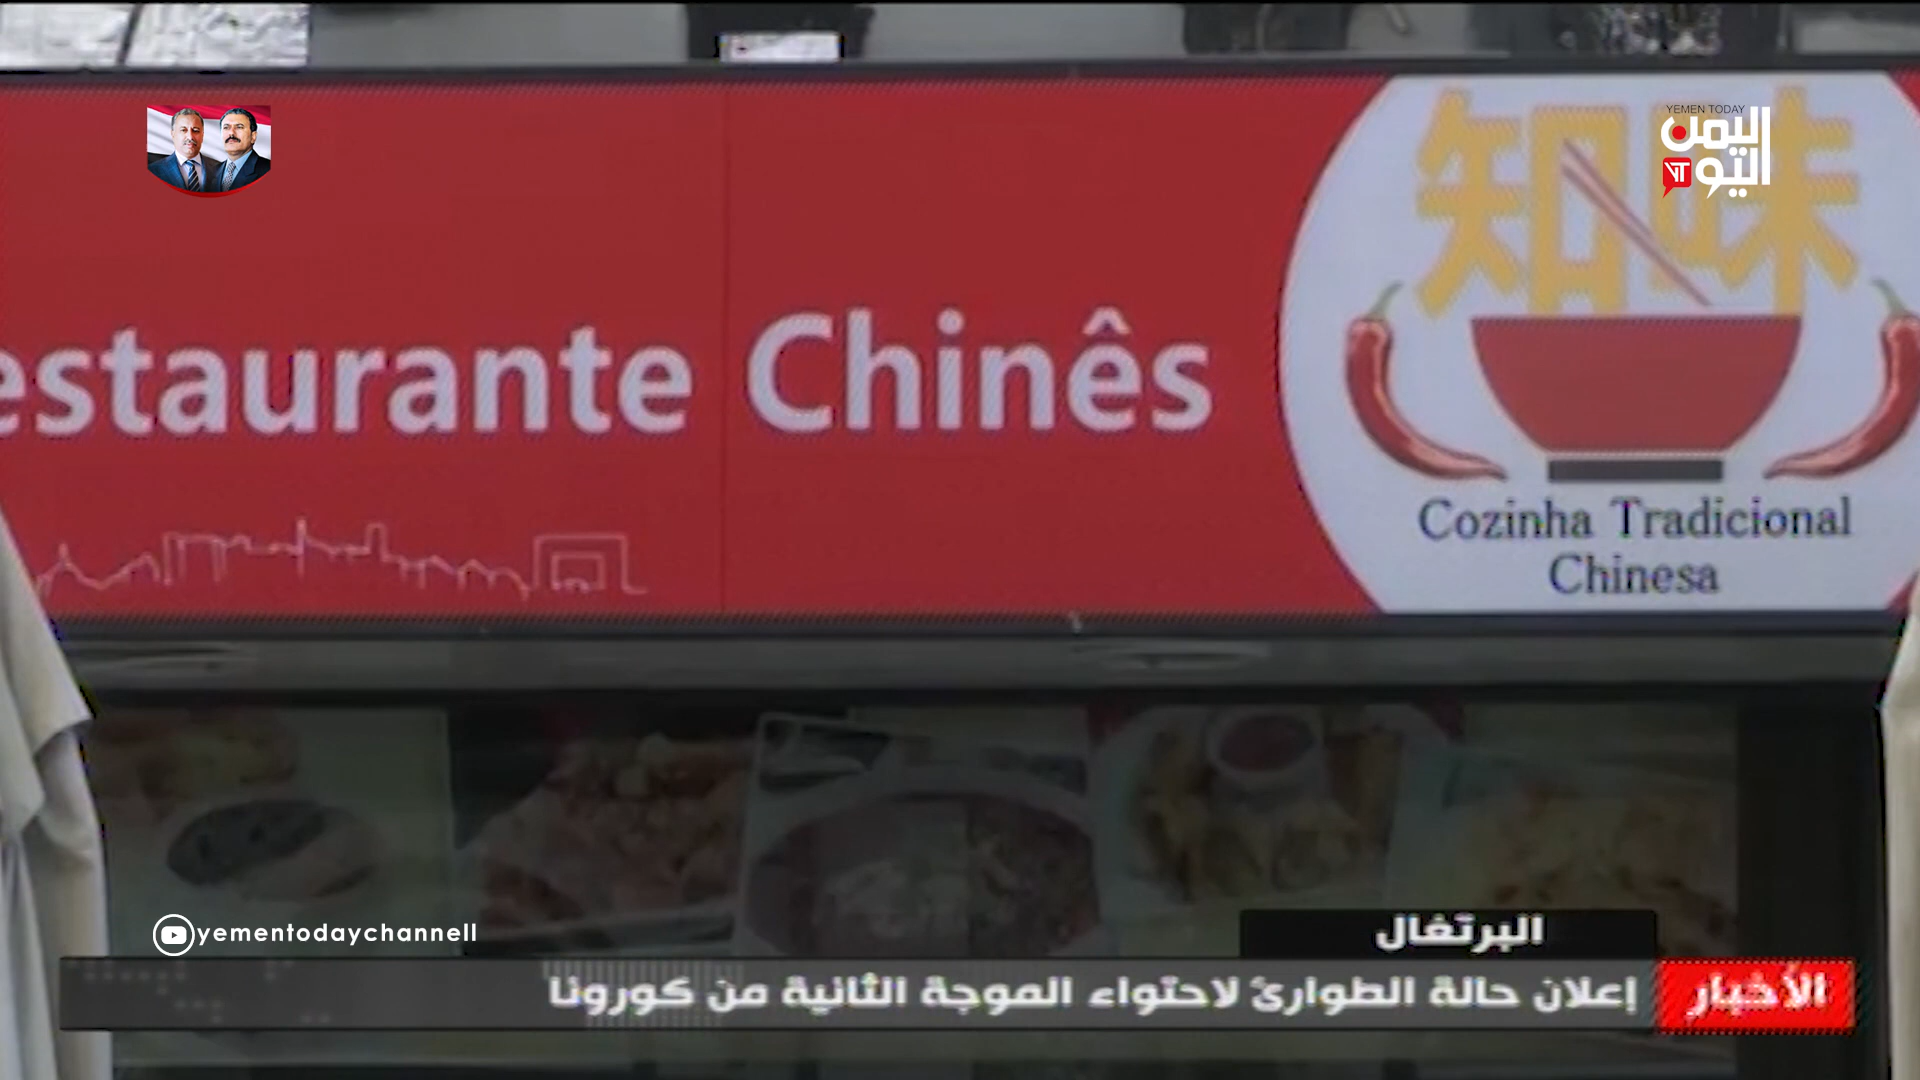 YEMEN TODAY
اليمن
اليوم
YT
知味
estaurante Chinês
Cozinha Tradicional
Chinesa
yementodaychannell
البرتغال
الأخبار
إعلان حالة الطوارئ لاحتواء الموجة الثانية من كورونا